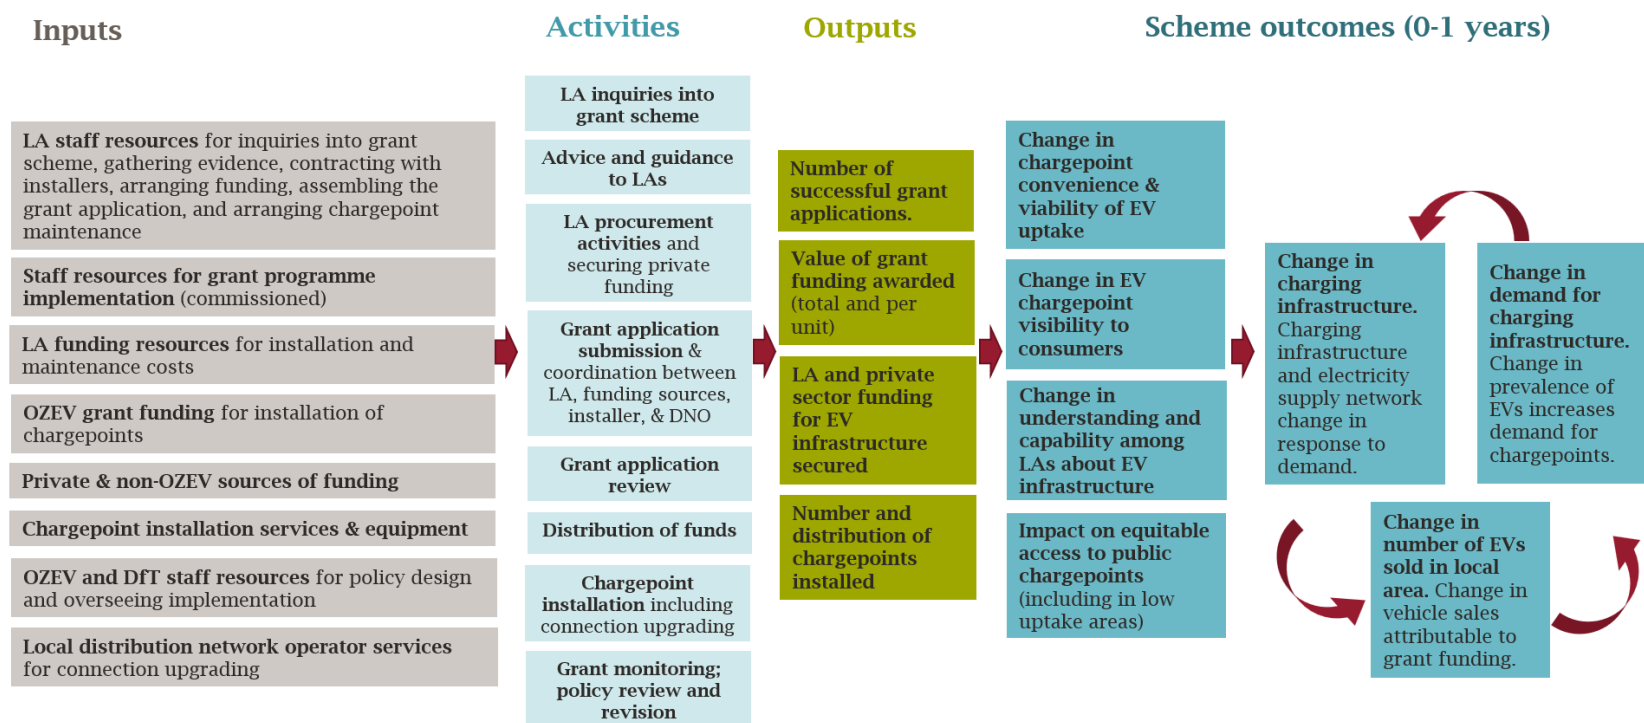 Inputs
LA staff resources for inquiries into grant
scheme, gathering evidence, contracting with
installers, arranging funding, assembling the
grant application, and arranging chargepoint
maintenance
Staff resources for grant programme
implementation (commissioned)
LA funding resources for installation and
maintenance costs
OZEV grant funding for installation of
chargepoints
Private & non-OZEV sources of funding
Chargepoint installation services & equipment
OZEV and DfT staff resources for policy design
and overseeing implementation
Local distribution network operator services
for connection upgrading
Activities
LA inquiries into
grant scheme
Advice and guidance
to LAs
LA procurement
activities and
securing private
funding
Grant application
submission &
coordination between
LA, funding sources,
installer, & DNO
Grant application
review
Distribution of funds
Chargepoint
installation including
connection upgrading
Grant monitoring;
policy review and
revision
Outputs
Number of
successful grant
applications.
Value of grant
funding awarded
(total and per
unit)
LA and private
sector funding
for EV
infrastructure
secured
Number and
distribution of
chargepoints
installed
Scheme outcomes (0-1 years)
Change in
chargepoint
convenience &
viability of EV
uptake
Change in EV
chargepoint
visibility to
consumers
Change in
understanding and
capability among
LAs about EV
infrastructure
Impact on equitable
access to public
chargepoints
(including in low
uptake areas)
Change in
charging
infrastructure.
Charging
infrastructure
and electricity
supply network
change in
response to
demand.
Change in
demand for
charging
infrastructure.
Change in
prevalence of
EVs increases
demand for
chargepoints.
Change in
number of EVs
sold in local
area. Change in
vehicle sales
attributable to
grant funding.